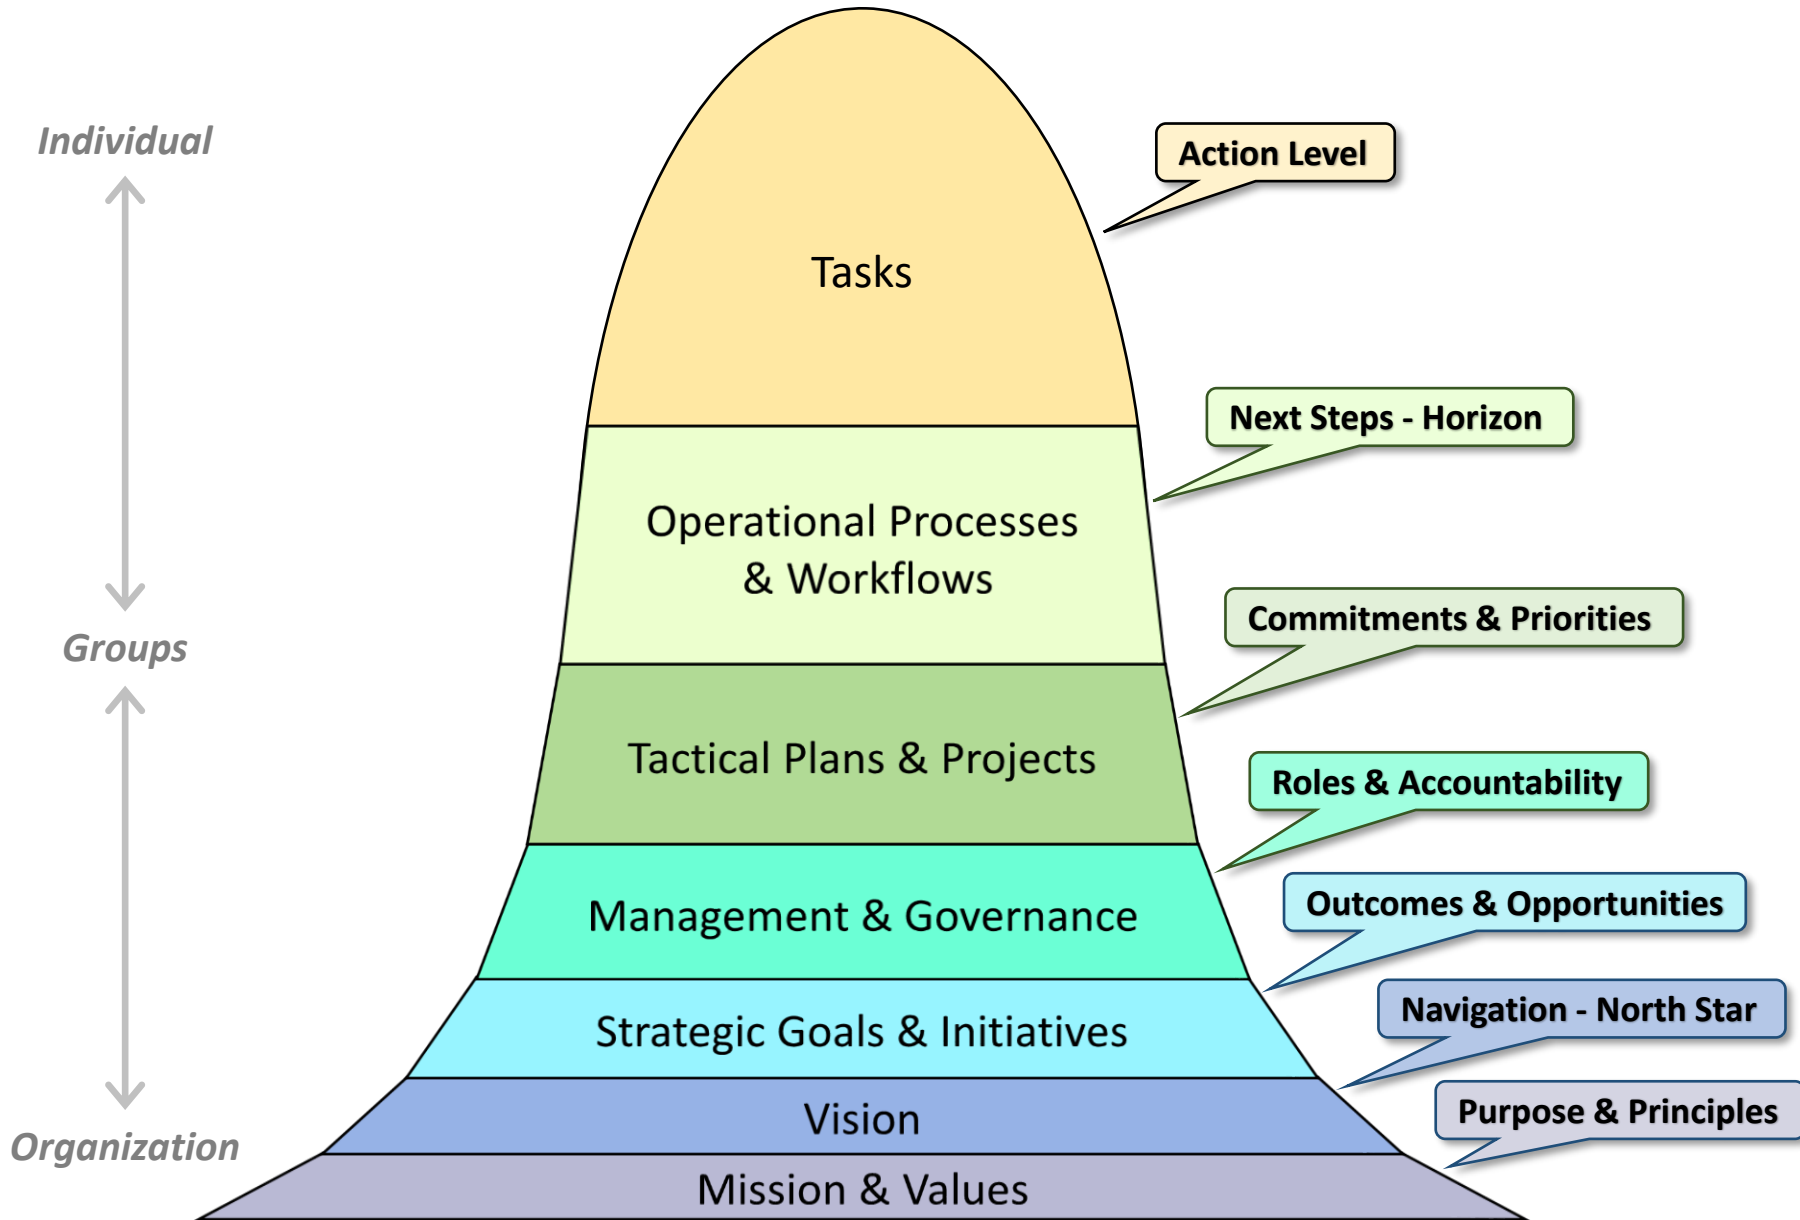 Individual
Action Level
Tasks
Next Steps - Horizon
Operational Processes
& Workflows
Commitments & Priorities
Groups
Tactical Plans & Projects
Roles & Accountability
Management & Governance
Outcomes & Opportunities
Strategic Goals & Initiatives
Navigation - North Star
Vision
Purpose & Principles
Organization
Mission & Values